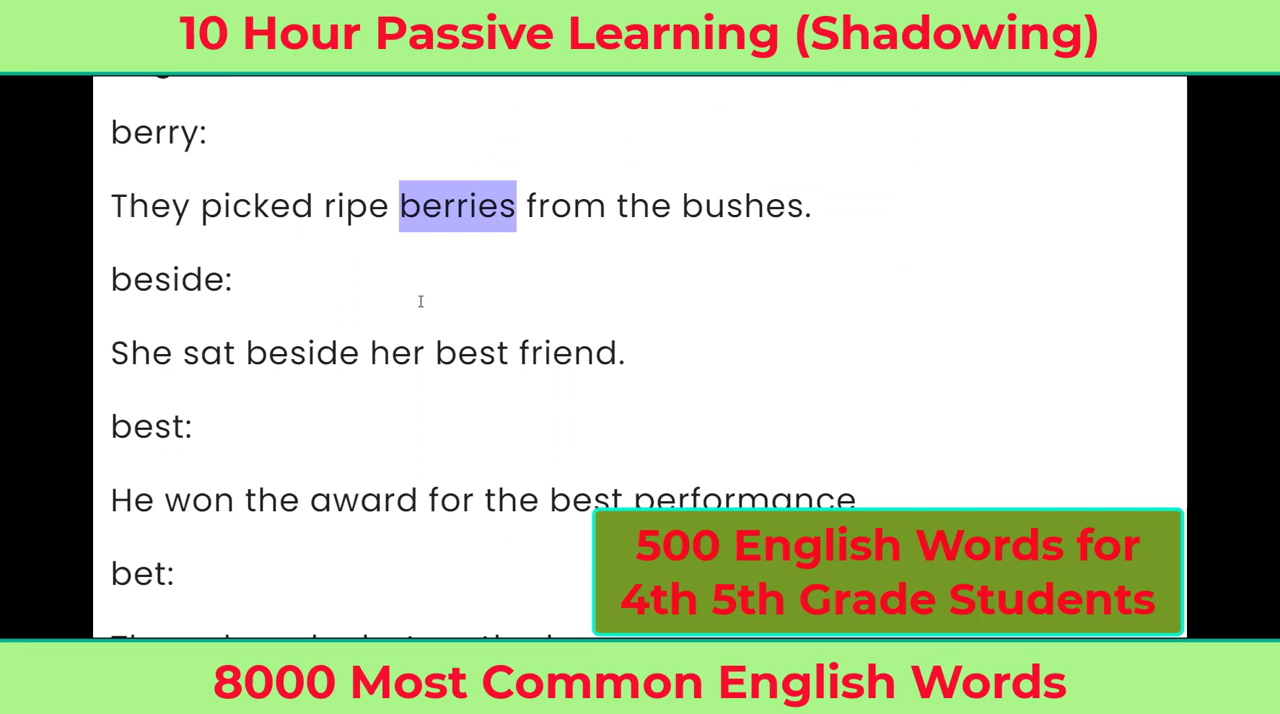 10 Hour Passive Learning (Shadowing)
berry:
They picked ripe berries from the bushes.
beside:
She sat beside her best friend.
best:
He won the award for the best performance
bet:
500 English Words for
4th 5th Grade Students
8000 Most Common English Words